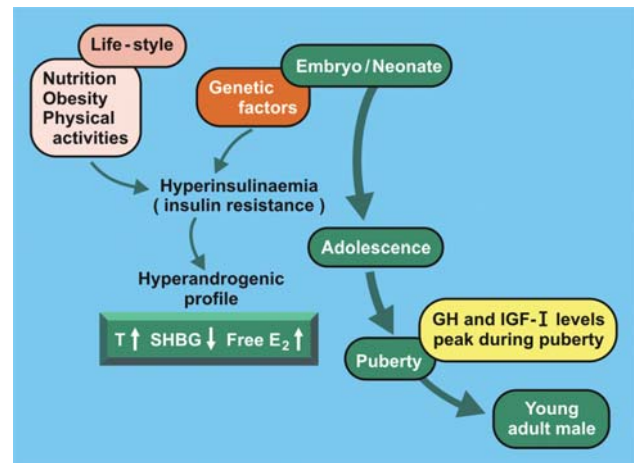 Life-style
Nutrition
Obesity
Physical
activities
Genetic
factors
Embryo/Neonate
Hyperinsulinaemia
( insulin resistance )
Hyperandrogenic
profile
T↑ SHBG↓ Free E₂↑
Adolescence
GH and IGF-I levels
peak during puberty
Puberty
Young
adult male